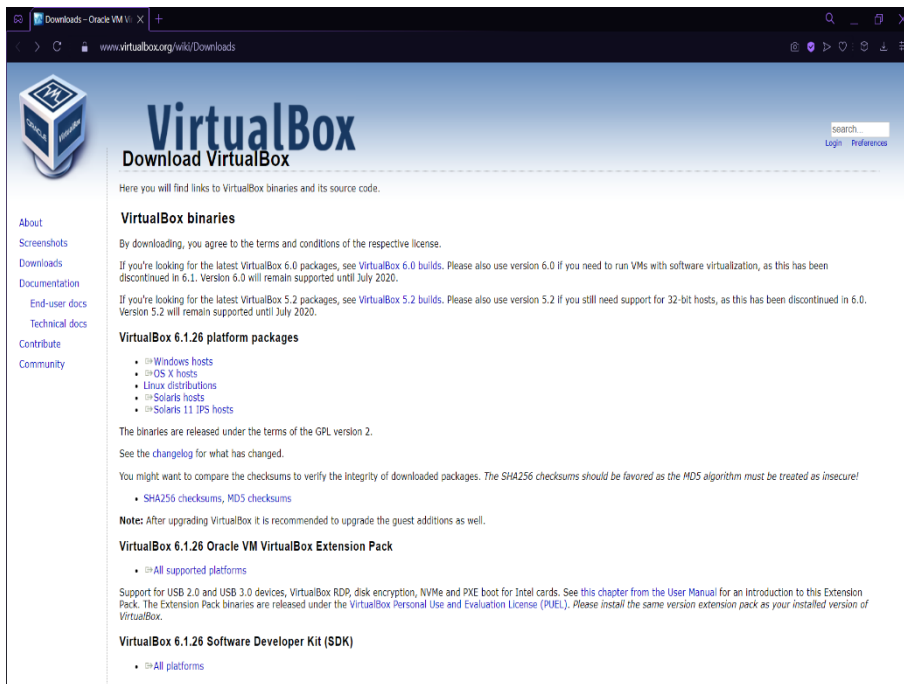 Downloads – Oracle VM Vi
www.virtualbox.org/wiki/Downloads
ORACLE
VirtualBox
VirtualBox
search...
Login Preferences
Download VirtualBox
Here you will find links to VirtualBox binaries and its source code.
About
Screenshots
Downloads
Documentation
End-user docs
Technical docs
Contribute
Community
VirtualBox binaries
By downloading, you agree to the terms and conditions of the respective license.
If you're looking for the latest VirtualBox 6.0 packages, see VirtualBox 6.0 builds. Please also use version 6.0 if you need to run VMs with software virtualization, as this has been
discontinued in 6.1. Version 6.0 will remain supported until July 2020.
If you're looking for the latest VirtualBox 5.2 packages, see VirtualBox 5.2 builds. Please also use version 5.2 if you still need support for 32-bit hosts, as this has been discontinued in 6.0.
Version 5.2 will remain supported until July 2020.
VirtualBox 6.1.26 platform packages
• Windows hosts
• OS X hosts
• Linux distributions
• Solaris hosts
• Solaris 11 IPS hosts
The binaries are released under the terms of the GPL version 2.
See the changelog for what has changed.
You might want to compare the checksums to verify the integrity of downloaded packages. The SHA256 checksums should be favored as the MD5 algorithm must be treated as insecure!
• SHA256 checksums, MD5 checksums
Note: After upgrading VirtualBox it is recommended to upgrade the guest additions as well.
VirtualBox 6.1.26 Oracle VM VirtualBox Extension Pack
• All supported platforms
Support for USB 2.0 and USB 3.0 devices, VirtualBox RDP, disk encryption, NVMe and PXE boot for Intel cards. See this chapter from the User Manual for an introduction to this Extension
Pack. The Extension Pack binaries are released under the VirtualBox Personal Use and Evaluation License (PUEL). Please install the same version extension pack as your installed version of
VirtualBox.
VirtualBox 6.1.26 Software Developer Kit (SDK)
• All platforms